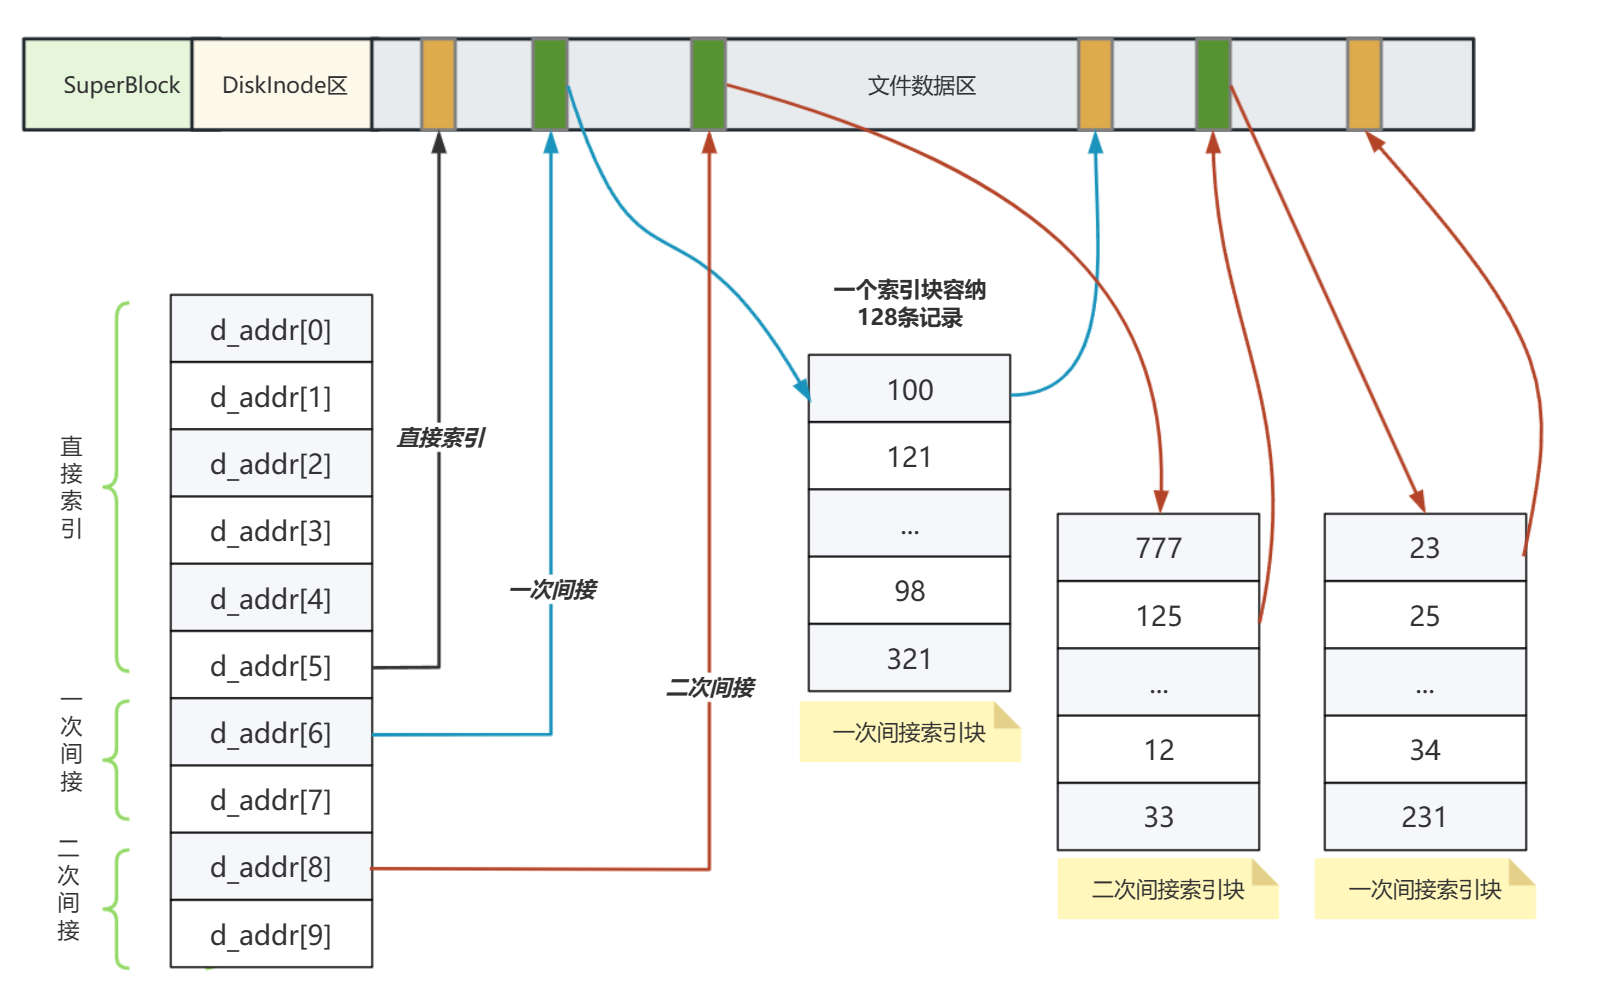 SuperBlock
DiskInode区
文件数据区
直接索引
一次间接
二次间接
d_addr[0]
d_addr[1]
d_addr[2]
d_addr[3]
d_addr[4]
d_addr[5]
d_addr[6]
d_addr[7]
d_addr[8]
d_addr[9]
直接索引
一次间接
二次间接
一个索引块容纳
128条记录
100
121
...
98
321
一次间接索引块
777
125
...
12
33
二次间接索引块
23
25
...
34
231
一次间接索引块